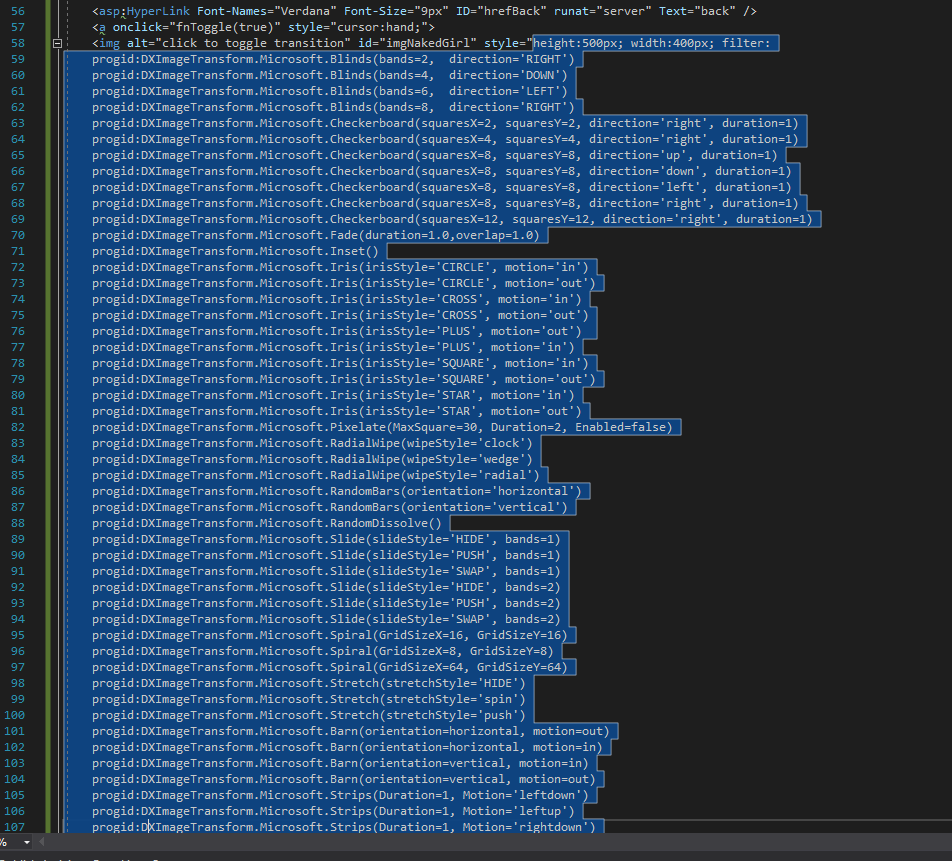 56 <asp:HyperLink Font-Names="Verdana" Font-Size="9px" ID="hrefBack" runat="server" Text="back" />
57 <a onclick="fnToggle(true)" style="cursor:hand;">
58 <img alt="click to toggle transition" id="imgNakedGirl" style="height:500px; width:400px; filter:
59 progid:DXImageTransform.Microsoft.Blinds(bands=2,  direction='RIGHT')
60 progid:DXImageTransform.Microsoft.Blinds(bands=4,  direction='DOWN')
61 progid:DXImageTransform.Microsoft.Blinds(bands=6,  direction='LEFT')
62 progid:DXImageTransform.Microsoft.Blinds(bands=8,  direction='RIGHT')
63 progid:DXImageTransform.Microsoft.Checkerboard(squaresX=2, squaresY=2, direction='right', duration=1)
64 progid:DXImageTransform.Microsoft.Checkerboard(squaresX=4, squaresY=4, direction='right', duration=1)
65 progid:DXImageTransform.Microsoft.Checkerboard(squaresX=8, squaresY=8, direction='up', duration=1)
66 progid:DXImageTransform.Microsoft.Checkerboard(squaresX=8, squaresY=8, direction='down', duration=1)
67 progid:DXImageTransform.Microsoft.Checkerboard(squaresX=8, squaresY=8, direction='left', duration=1)
68 progid:DXImageTransform.Microsoft.Checkerboard(squaresX=8, squaresY=8, direction='right', duration=1)
69 progid:DXImageTransform.Microsoft.Checkerboard(squaresX=12, squaresY=12, direction='right', duration=1)
70 progid:DXImageTransform.Microsoft.Fade(duration=1.0,overlap=1.0)
71 progid:DXImageTransform.Microsoft.Inset()
72 progid:DXImageTransform.Microsoft.Iris(irisStyle='CIRCLE', motion='in')
73 progid:DXImageTransform.Microsoft.Iris(irisStyle='CIRCLE', motion='out')
74 progid:DXImageTransform.Microsoft.Iris(irisStyle='CROSS', motion='in')
75 progid:DXImageTransform.Microsoft.Iris(irisStyle='CROSS', motion='out')
76 progid:DXImageTransform.Microsoft.Iris(irisStyle='PLUS', motion='out')
77 progid:DXImageTransform.Microsoft.Iris(irisStyle='PLUS', motion='in')
78 progid:DXImageTransform.Microsoft.Iris(irisStyle='SQUARE', motion='in')
79 progid:DXImageTransform.Microsoft.Iris(irisStyle='SQUARE', motion='out')
80 progid:DXImageTransform.Microsoft.Iris(irisStyle='STAR', motion='in')
81 progid:DXImageTransform.Microsoft.Iris(irisStyle='STAR', motion='out')
82 progid:DXImageTransform.Microsoft.Pixelate(MaxSquare=30, Duration=2, Enabled=false)
83 progid:DXImageTransform.Microsoft.RadialWipe(wipeStyle='clock')
84 progid:DXImageTransform.Microsoft.RadialWipe(wipeStyle='wedge')
85 progid:DXImageTransform.Microsoft.RadialWipe(wipeStyle='radial')
86 progid:DXImageTransform.Microsoft.RandomBars(orientation='horizontal')
87 progid:DXImageTransform.Microsoft.RandomBars(orientation='vertical')
88 progid:DXImageTransform.Microsoft.RandomDissolve()
89 progid:DXImageTransform.Microsoft.Slide(slideStyle='HIDE', bands=1)
90 progid:DXImageTransform.Microsoft.Slide(slideStyle='PUSH', bands=1)
91 progid:DXImageTransform.Microsoft.Slide(slideStyle='SWAP', bands=1)
92 progid:DXImageTransform.Microsoft.Slide(slideStyle='HIDE', bands=2)
93 progid:DXImageTransform.Microsoft.Slide(slideStyle='PUSH', bands=2)
94 progid:DXImageTransform.Microsoft.Slide(slideStyle='SWAP', bands=2)
95 progid:DXImageTransform.Microsoft.Spiral(GridSizeX=16, GridSizeY=16)
96 progid:DXImageTransform.Microsoft.Spiral(GridSizeX=8, GridSizeY=8)
97 progid:DXImageTransform.Microsoft.Spiral(GridSizeX=64, GridSizeY=64)
98 progid:DXImageTransform.Microsoft.Stretch(stretchStyle='HIDE')
99 progid:DXImageTransform.Microsoft.Stretch(stretchStyle='spin')
100 progid:DXImageTransform.Microsoft.Stretch(stretchStyle='push')
101 progid:DXImageTransform.Microsoft.Barn(orientation=horizontal, motion=out)
102 progid:DXImageTransform.Microsoft.Barn(orientation=horizontal, motion=in)
103 progid:DXImageTransform.Microsoft.Barn(orientation=vertical, motion=in)
104 progid:DXImageTransform.Microsoft.Barn(orientation=vertical, motion=out)
105 progid:DXImageTransform.Microsoft.Strips(Duration=1, Motion='leftdown')
106 progid:DXImageTransform.Microsoft.Strips(Duration=1, Motion='leftup')
107 progid:DXImageTransform.Microsoft.Strips(Duration=1, Motion='rightdown')
%